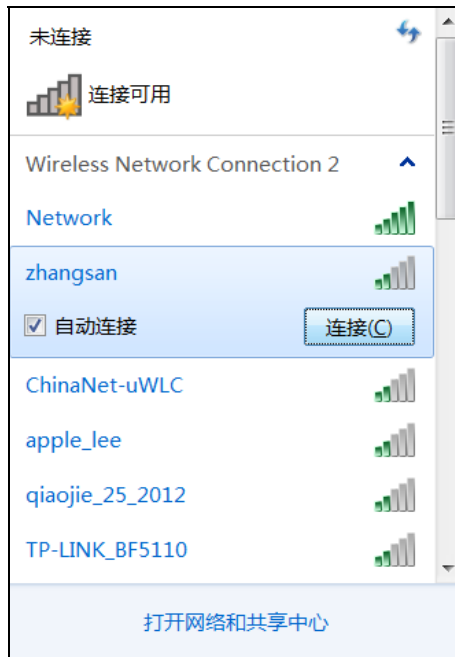 未连接
连接可用
Wireless Network Connection 2
Network
zhangsan
自动连接 连接(C)
ChinaNet-uWLC
apple_lee
qiaojie_25_2012
TP-LINK_BF5110
打开网络和共享中心